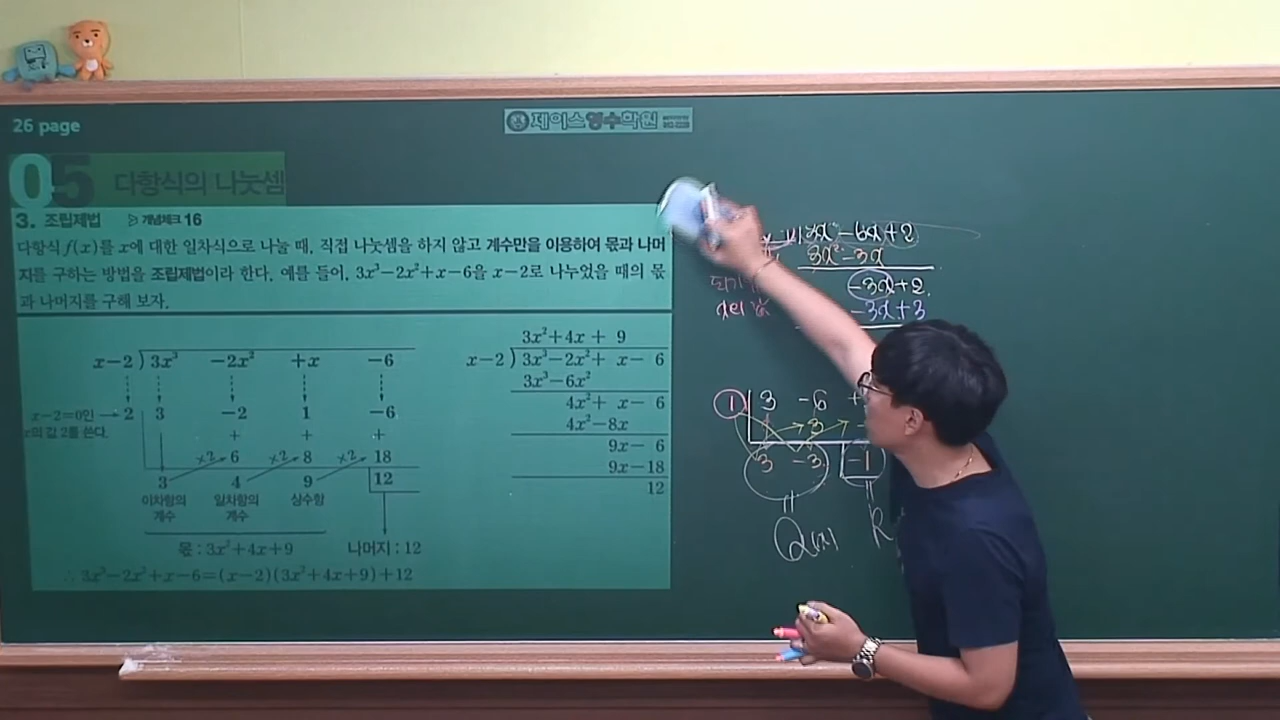 26 page
제이스영수학원
05 다항식의 나눗셈
3. 조립제법 개념체크 16
다항식 f(x)를 x에 대한 일차식으로 나눌 때, 직접 나눗셈을 하지 않고 계수만을 이용하여 몫과 나머
지를 구하는 방법을 조립제법이라 한다. 예를 들어, 3x³-2x²+x-6을 x-2로 나누었을 때의 몫
과 나머지를 구해 보자.
x-2 ) 3x³ -2x² +x -6
x-2=0인 → 2 3 -2 1 -6
x의 값 2를 쓴다.
+ + +
×2 6 ×2 8 ×2 18
3 4 9 12
이차항의 일차항의 상수항
계수 계수
몫 : 3x²+4x+9 나머지 : 12
∴ 3x³-2x²+x-6=(x-2)(3x²+4x+9)+12
3x²+4x + 9
x-2 ) 3x³-2x²+ x- 6
3x³-6x²
4x²+ x- 6
4x²-8x
9x- 6
9x-18
12
3x²-6x+2
3x²-3x
-3x+2
-3x+3
1 3 -6 +
3
3 -3 -1
Q(x) R